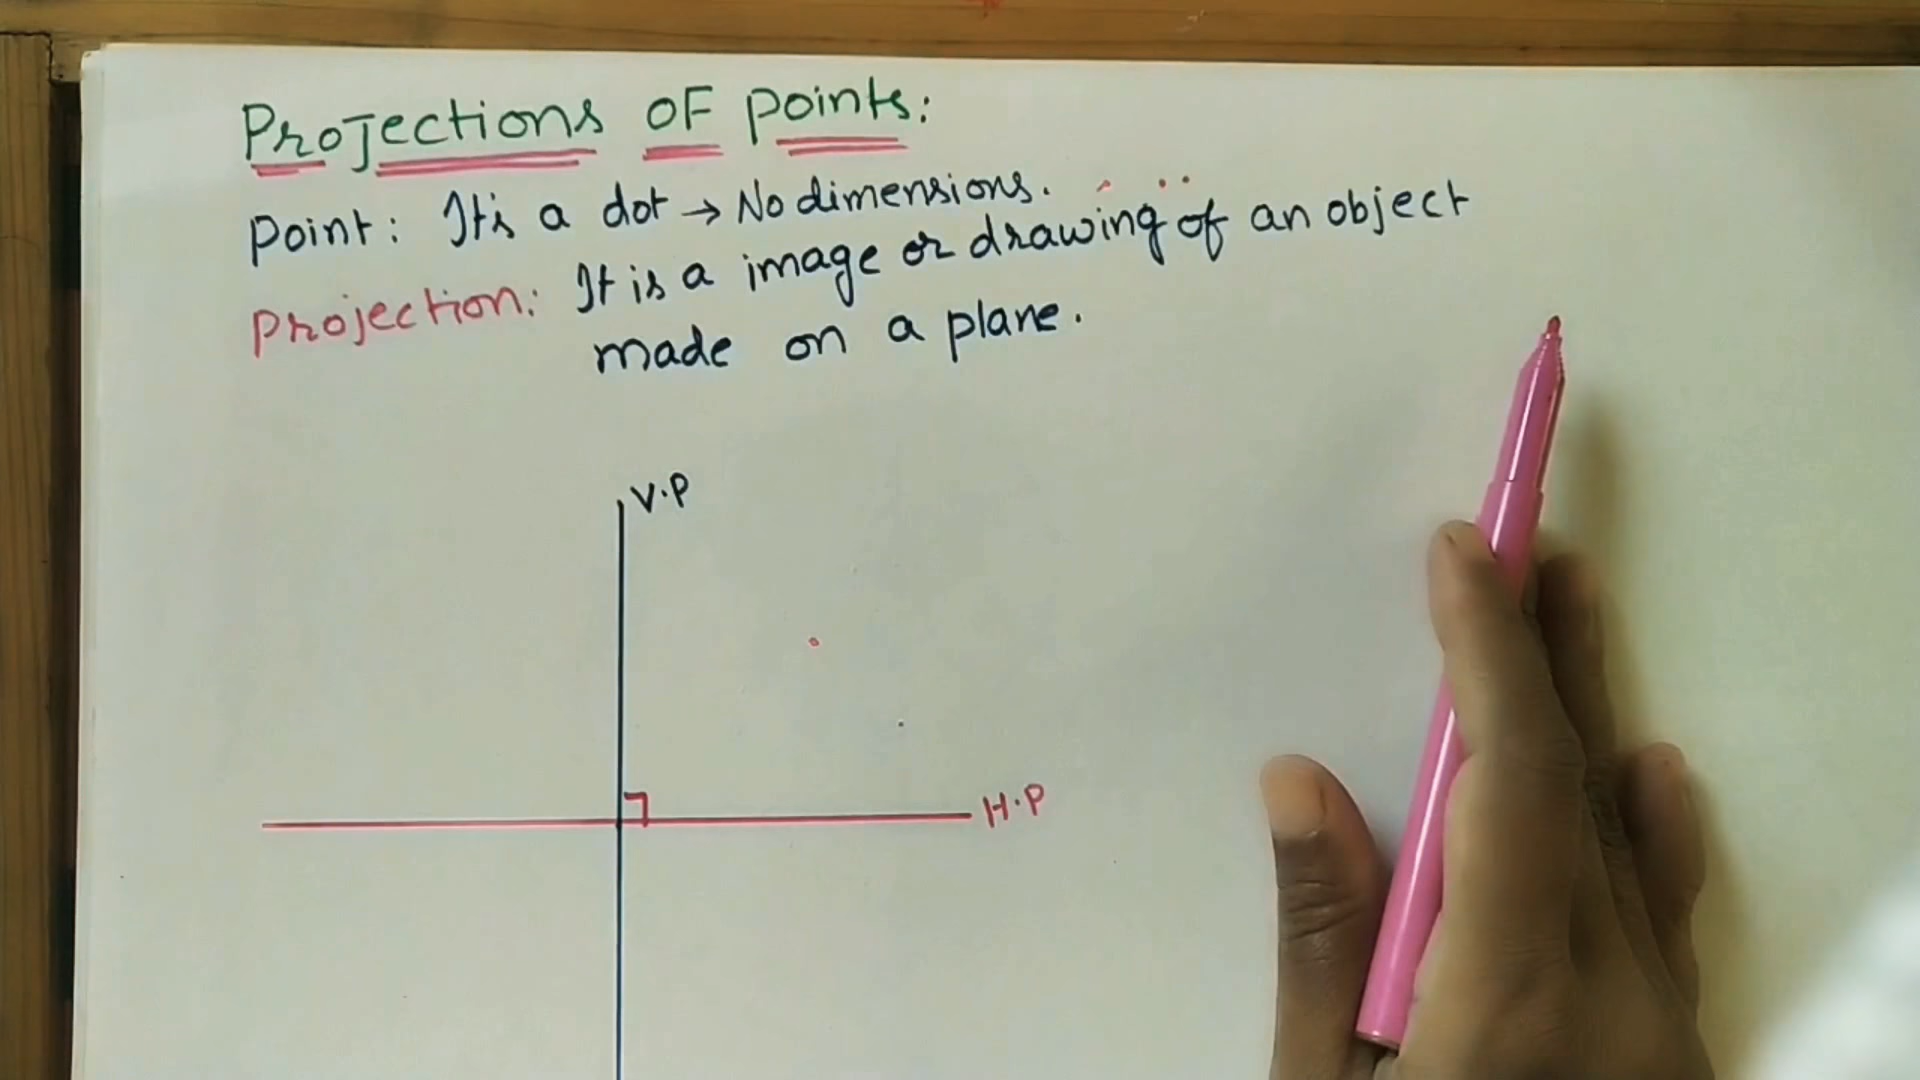 Projections OF points:
point: It's a dot → No dimensions.
Projection: It is a image or drawing of an object
made on a plane.
V.P
H.P